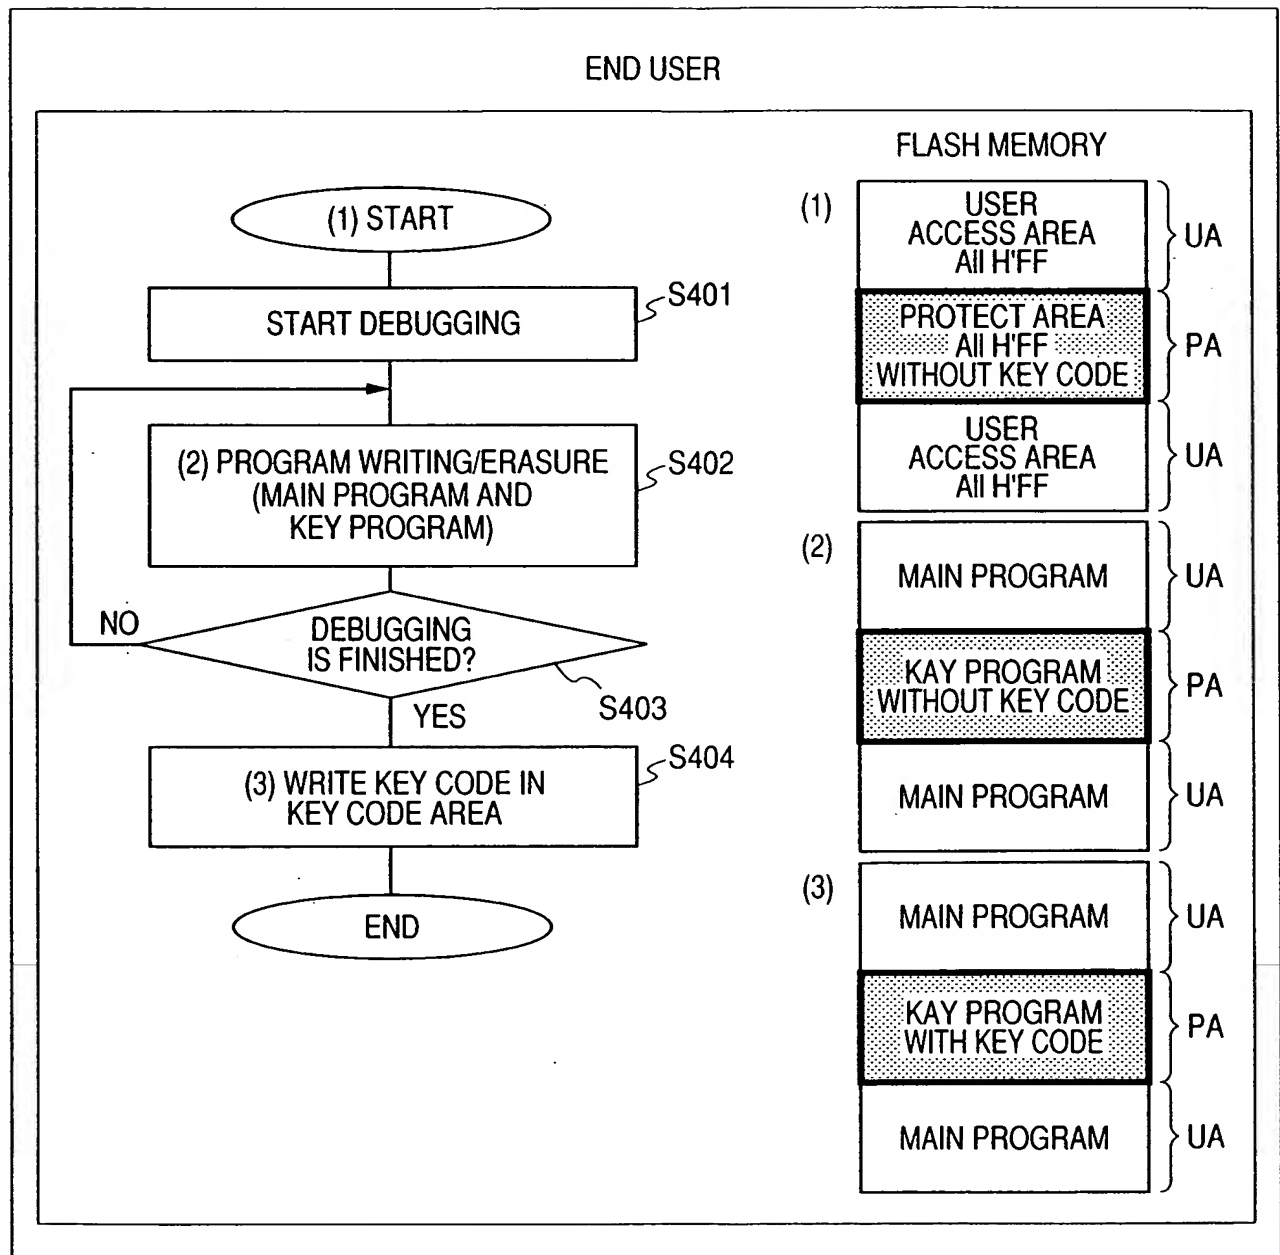 END USER
(1) START
START DEBUGGING
S401
(2) PROGRAM WRITING/ERASURE
(MAIN PROGRAM AND
KEY PROGRAM)
S402
NO
DEBUGGING
IS FINISHED?
S403
YES
(3) WRITE KEY CODE IN
KEY CODE AREA
S404
END
FLASH MEMORY
(1)
USER
ACCESS AREA
All H'FF
UA
PROTECT AREA
All H'FF
WITHOUT KEY CODE
PA
USER
ACCESS AREA
All H'FF
UA
(2)
MAIN PROGRAM
UA
KAY PROGRAM
WITHOUT KEY CODE
PA
MAIN PROGRAM
UA
(3)
MAIN PROGRAM
UA
KAY PROGRAM
WITH KEY CODE
PA
MAIN PROGRAM
UA